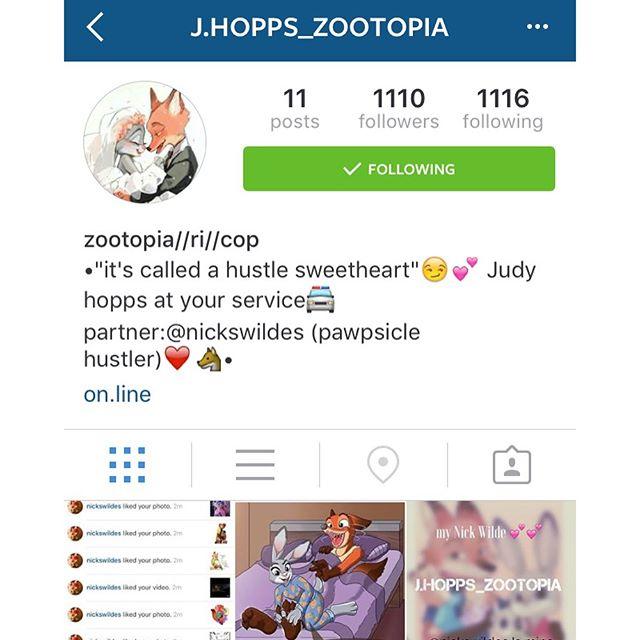 J.HOPPS_ZOOTOPIA
11 1110 1116
posts followers following
FOLLOWING
zootopia//ri//cop
•"it's called a hustle sweetheart"😏💕 Judy
hopps at your service🚔
partner:@nickswildes (pawpsicle
hustler)❤️ 🐺•
on.line
nickswildes liked your photo. 2m
nickswildes liked your photo. 2m
nickswildes liked your photo. 2m
nickswildes liked your video. 2m
nickswildes liked your photo. 2m
my Nick Wilde 💕💕
J.HOPPS_ZOOTOPIA